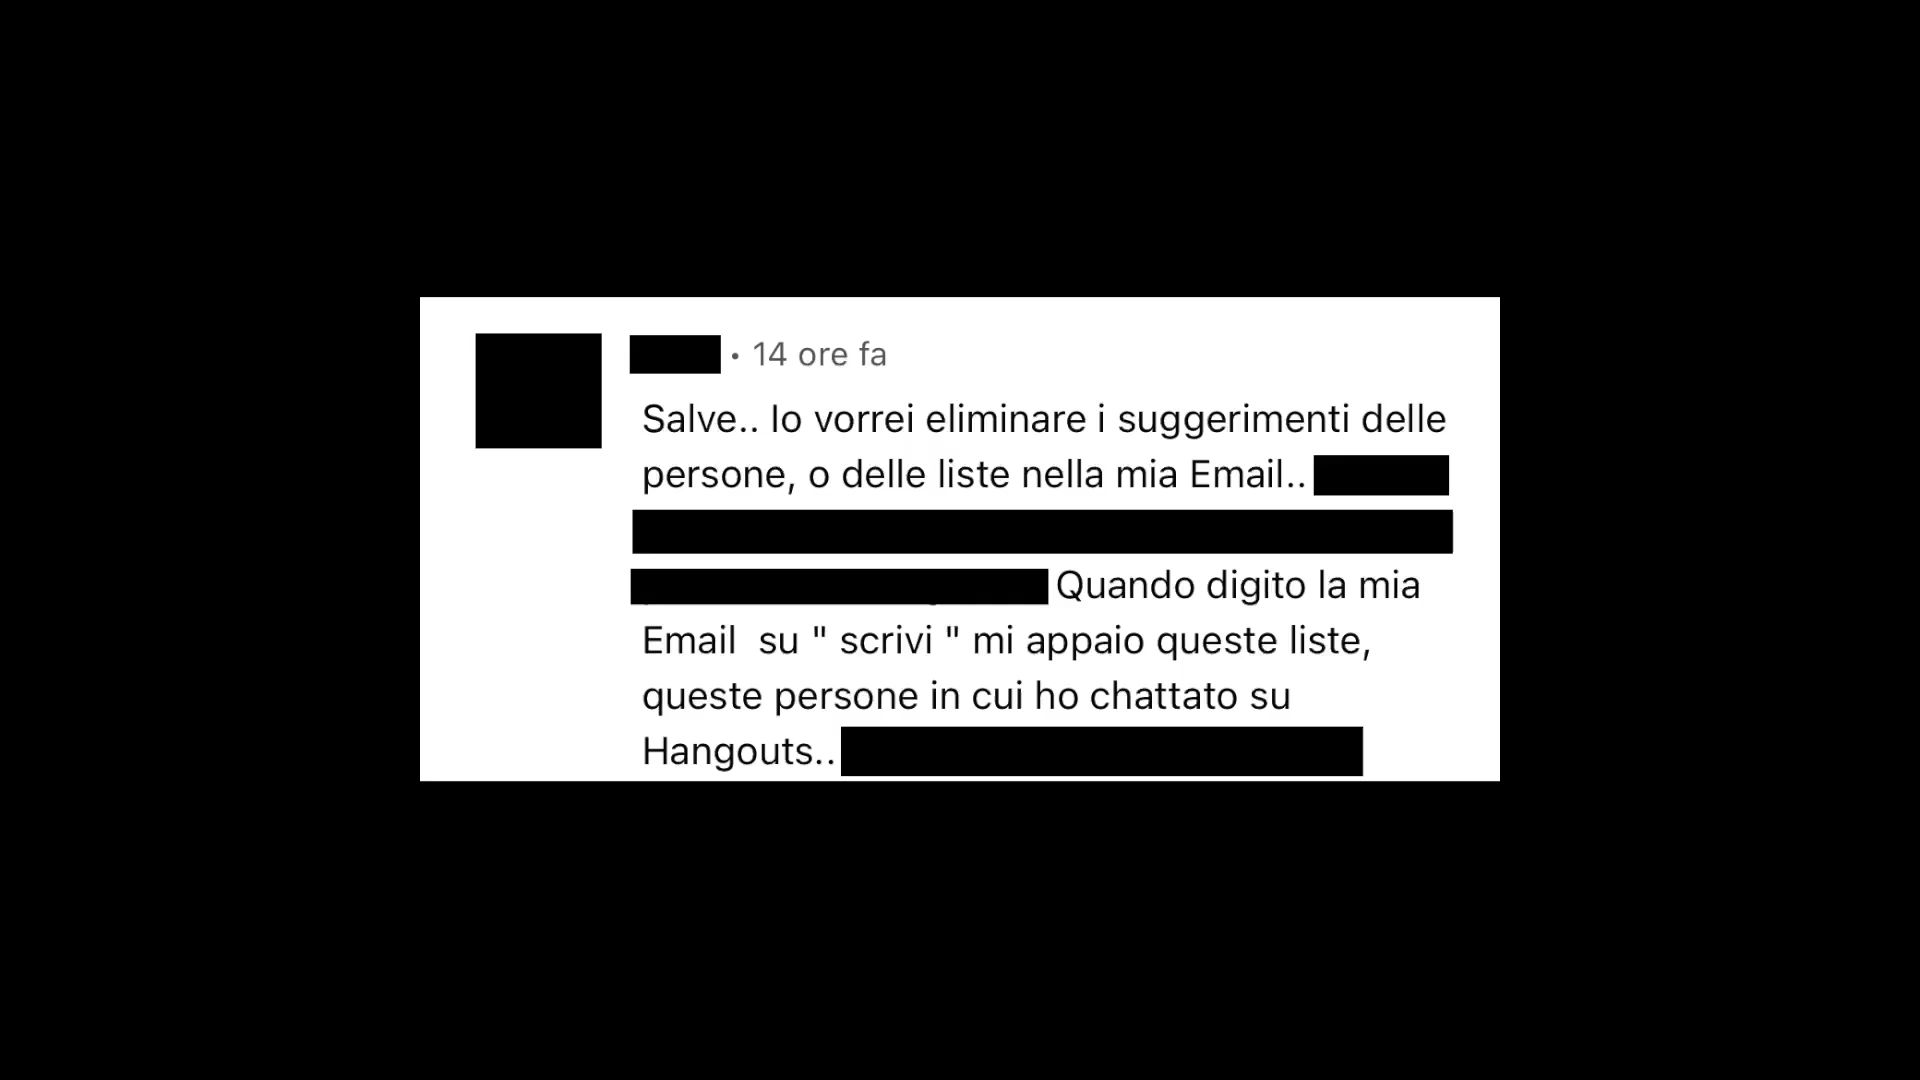 • 14 ore fa
Salve.. Io vorrei eliminare i suggerimenti delle
persone, o delle liste nella mia Email..
Quando digito la mia
Email  su " scrivi " mi appaio queste liste,
queste persone in cui ho chattato su
Hangouts..